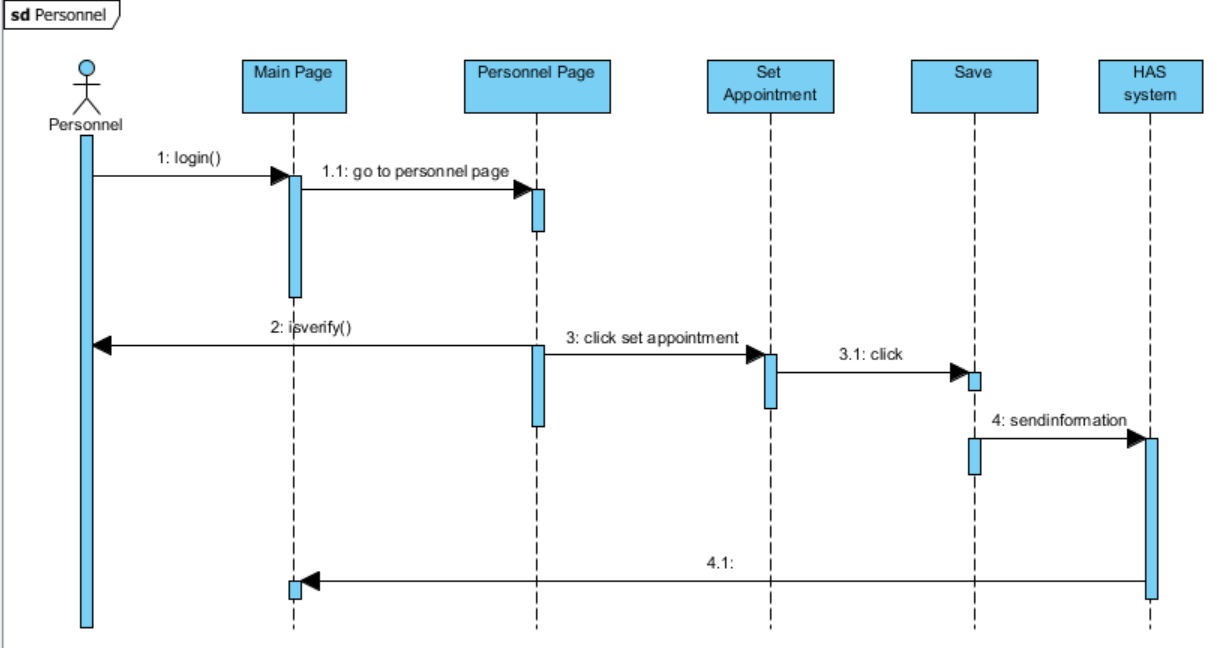 sd Personnel
Main Page
Personnel Page
Set
Appointment
Save
HAS
system
Personnel
1: login()
1.1: go to personnel page
2: isverify()
3: click set appointment
3.1: click
4: sendinformation
4.1: